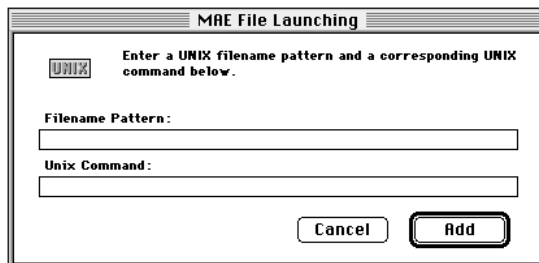 MAE File Launching
UNIX
Enter a UNIX filename pattern and a corresponding UNIX
command below.
Filename Pattern:
Unix Command:
Cancel
Add